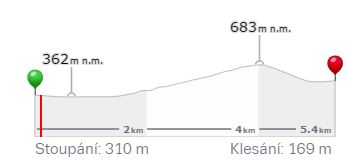 683m n.m.
362m n.m.
2km 4km 5.4km
Stoupání: 310 m Klesání: 169 m